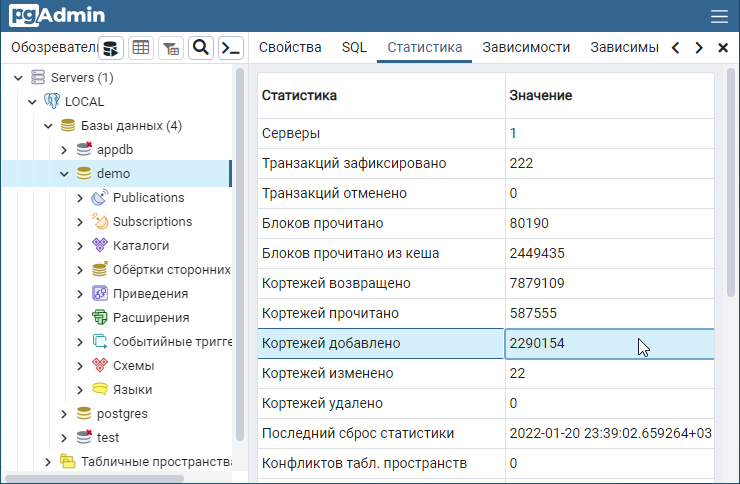 pgAdmin
Обозреватель
Свойства SQL Статистика Зависимости Зависимы
Servers (1)
LOCAL
Базы данных (4)
appdb
demo
Publications
Subscriptions
Каталоги
Обёртки сторонних
Приведения
Расширения
Событийные тригге
Схемы
Языки
postgres
test
Табличные пространства
Статистика Значение
Серверы 1
Транзакций зафиксировано 222
Транзакций отменено 0
Блоков прочитано 80190
Блоков прочитано из кеша 2449435
Кортежей возвращено 7879109
Кортежей прочитано 587555
Кортежей добавлено 2290154
Кортежей изменено 22
Кортежей удалено 0
Последний сброс статистики 2022-01-20 23:39:02.659264+03
Конфликтов табл. пространств 0